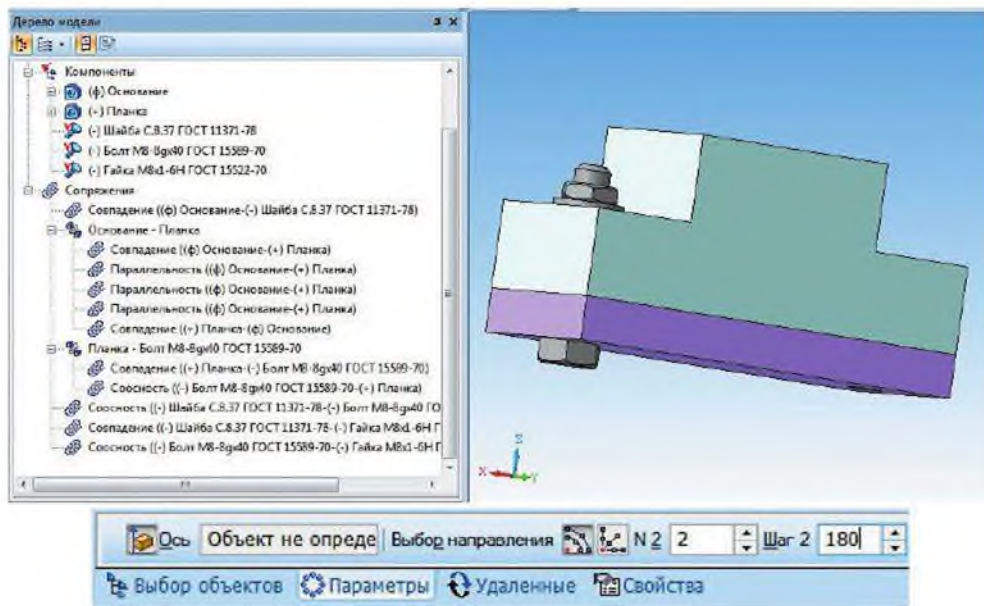 Дерево модели
Компоненты
(ф) Основание
(+) Планка
(-) Шайба С.8.37 ГОСТ 11371-78
(-) Болт М8-8gx40 ГОСТ 15589-70
(-) Гайка М8х1-6Н ГОСТ 15522-70
Сопряжения
Совпадение ((ф) Основание-(-) Шайба С.8.37 ГОСТ 11371-78)
Основание - Планка
Совпадение ((ф) Основание-(+) Планка)
Параллельность ((ф) Основание-(+) Планка)
Параллельность ((ф) Основание-(+) Планка)
Параллельность ((ф) Основание-(+) Планка)
Совпадение ((+) Планка-(ф) Основание)
Планка - Болт М8-8gx40 ГОСТ 15589-70
Совпадение ((+) Планка-(-) Болт М8-8gx40 ГОСТ 15589-70)
Соосность ((-) Болт М8-8gx40 ГОСТ 15589-70-(+) Планка)
Соосность ((-) Шайба С.8.37 ГОСТ 11371-78-(-) Болт М8-8gx40 ГО
Совпадение ((-) Шайба С.8.37 ГОСТ 11371-78-(-) Гайка М8х1-6Н Г
Соосность ((-) Болт М8-8gx40 ГОСТ 15589-70-(-) Гайка М8х1-6Н Г
Z
X
Y
Ось Объект не опреде Выбор направления N 2 2 Шаг 2 180
Выбор объектов Параметры Удаленные Свойства